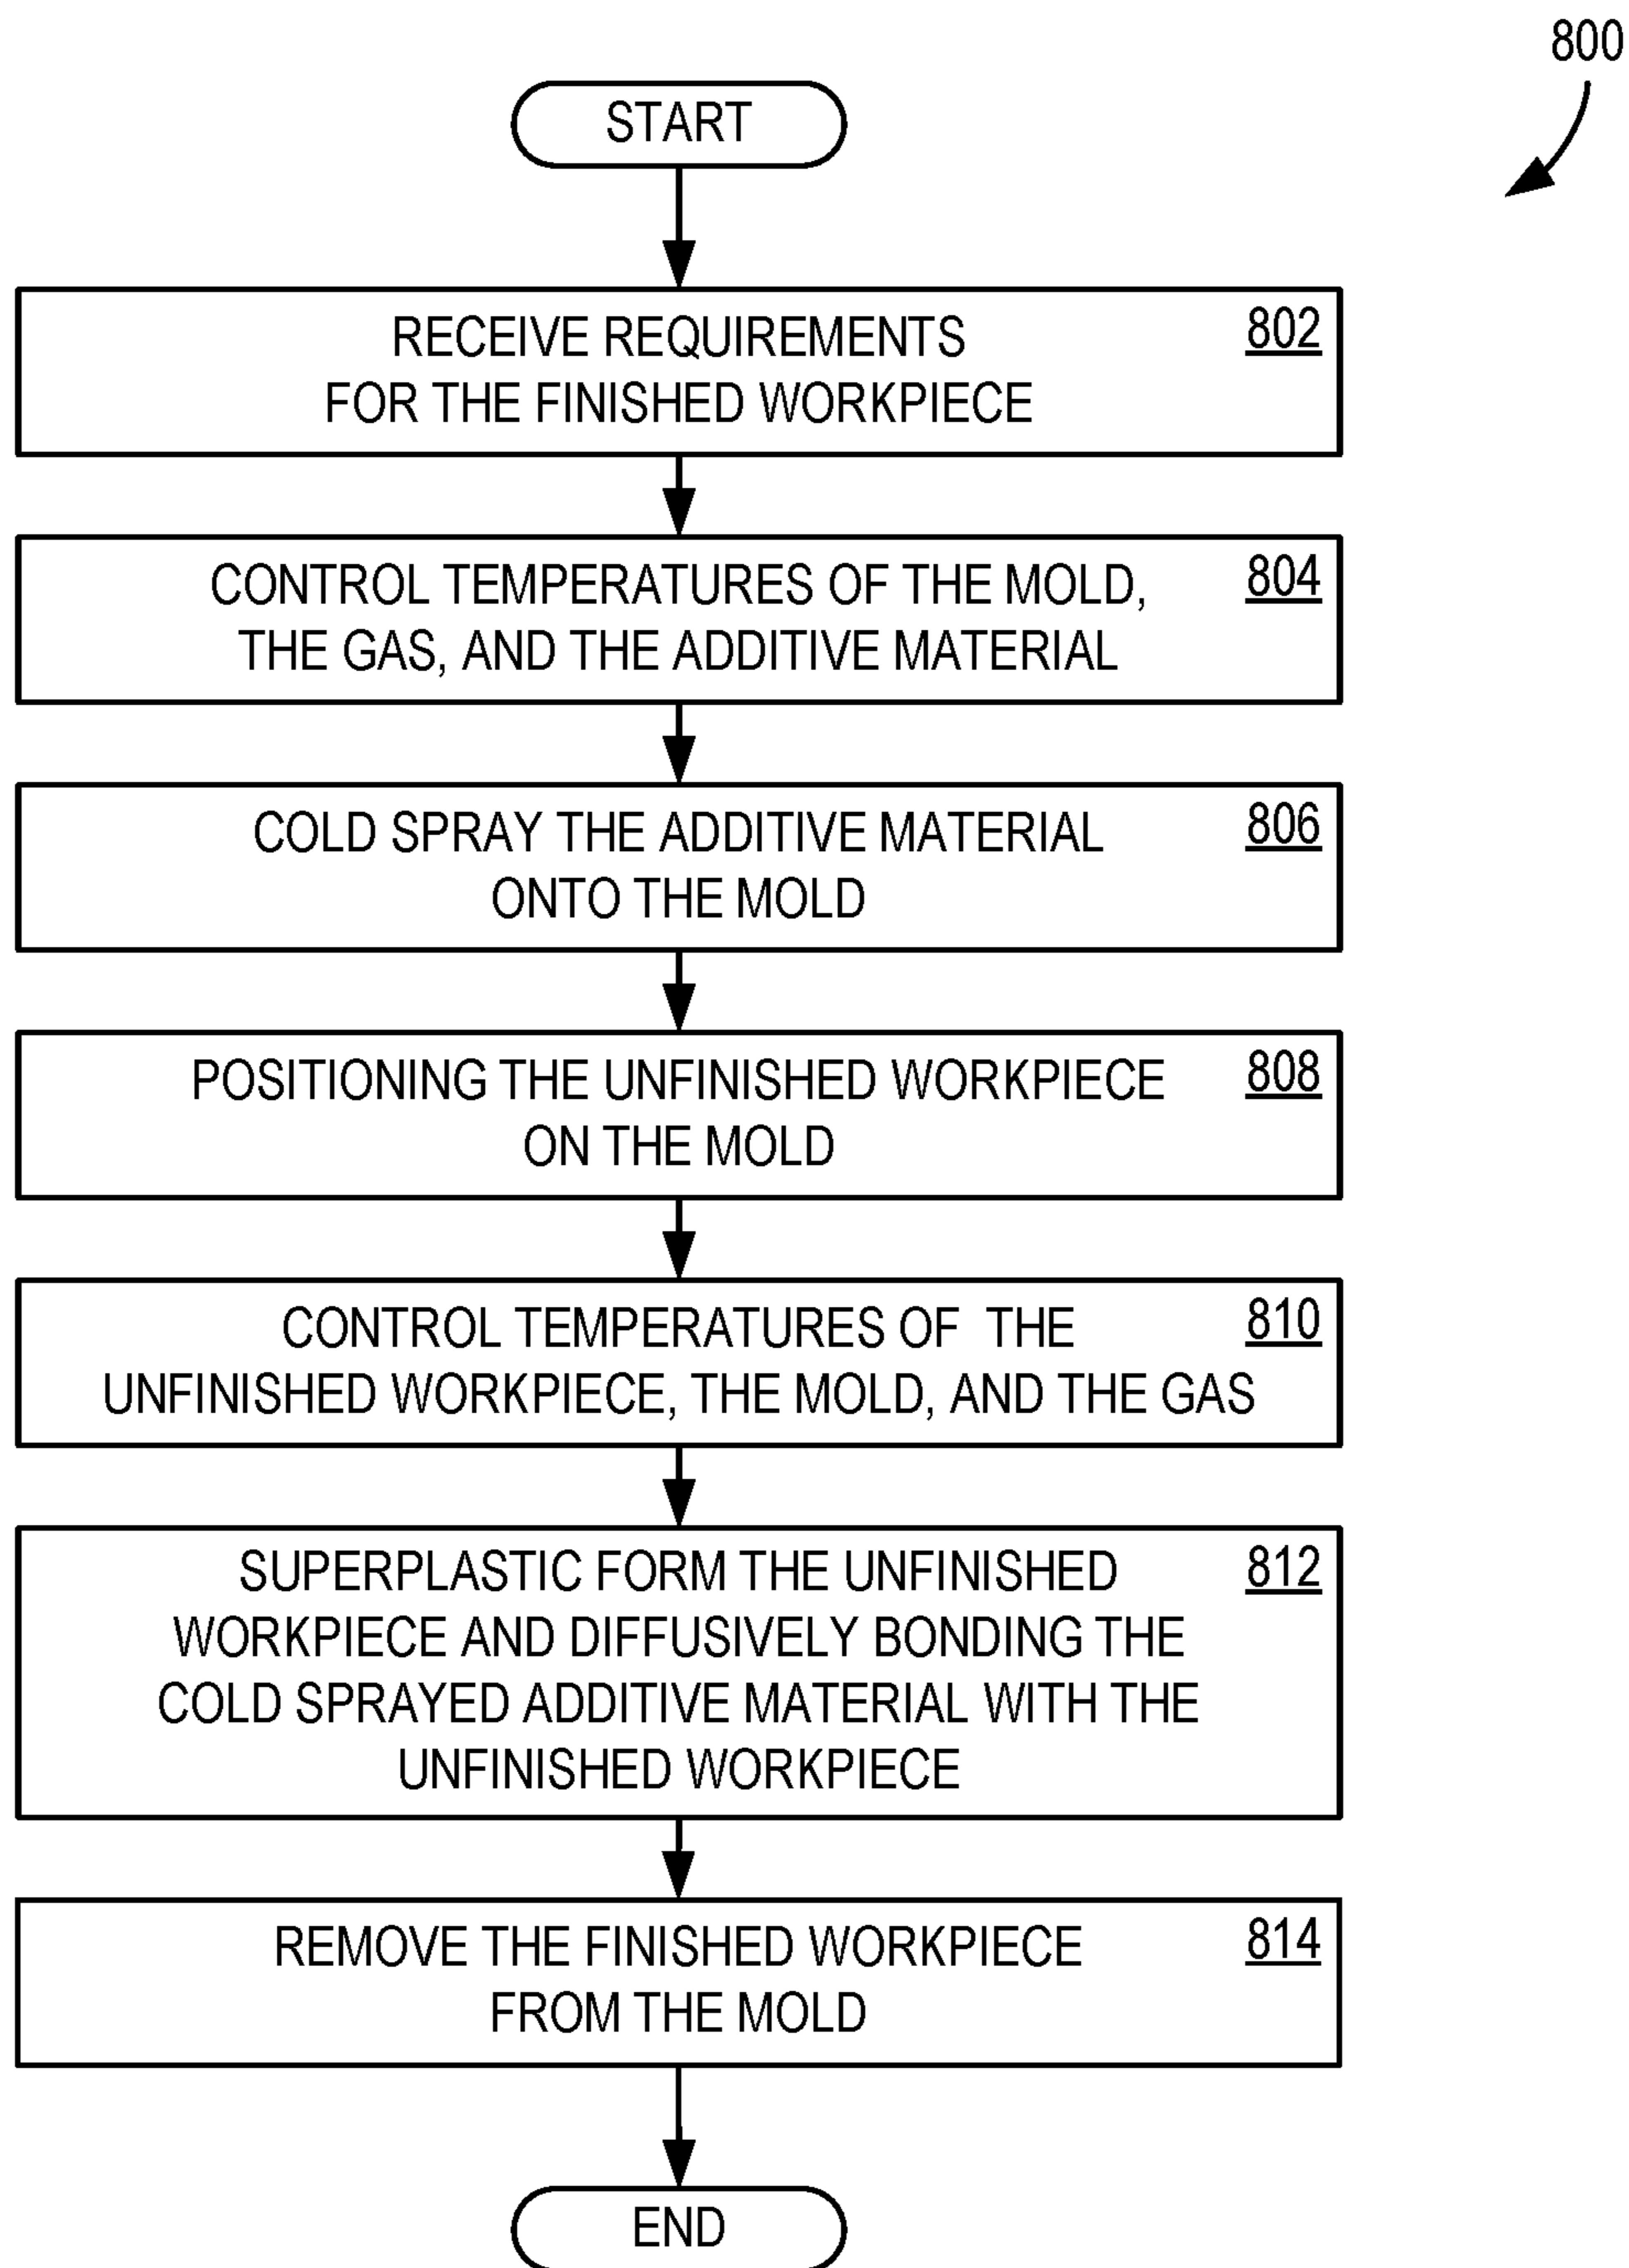 800
START
RECEIVE REQUIREMENTS
FOR THE FINISHED WORKPIECE
802
CONTROL TEMPERATURES OF THE MOLD,
THE GAS, AND THE ADDITIVE MATERIAL
804
COLD SPRAY THE ADDITIVE MATERIAL
ONTO THE MOLD
806
POSITIONING THE UNFINISHED WORKPIECE
ON THE MOLD
808
CONTROL TEMPERATURES OF THE
UNFINISHED WORKPIECE, THE MOLD, AND THE GAS
810
SUPERPLASTIC FORM THE UNFINISHED
WORKPIECE AND DIFFUSIVELY BONDING THE
COLD SPRAYED ADDITIVE MATERIAL WITH THE
UNFINISHED WORKPIECE
812
REMOVE THE FINISHED WORKPIECE
FROM THE MOLD
814
END